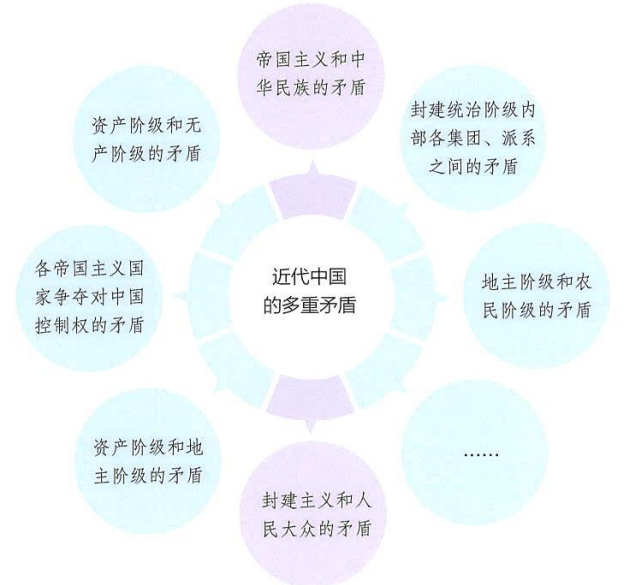 帝国主义和中
华民族的矛盾
资产阶级和无
产阶级的矛盾
封建统治阶级内
部各集团、派系
之间的矛盾
各帝国主义国
家争夺对中国
控制权的矛盾
近代中国
的多重矛盾
地主阶级和农
民阶级的矛盾
资产阶级和地
主阶级的矛盾
封建主义和人
民大众的矛盾
……